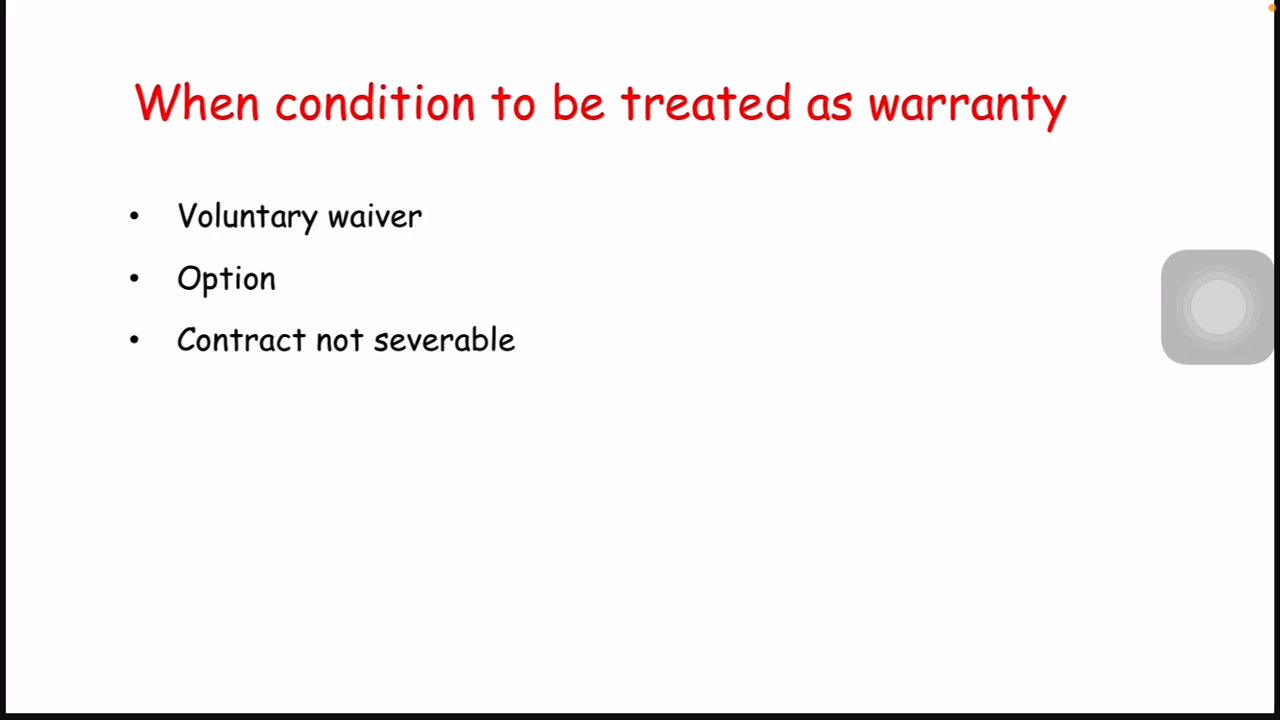 When condition to be treated as warranty
• Voluntary waiver
• Option
• Contract not severable